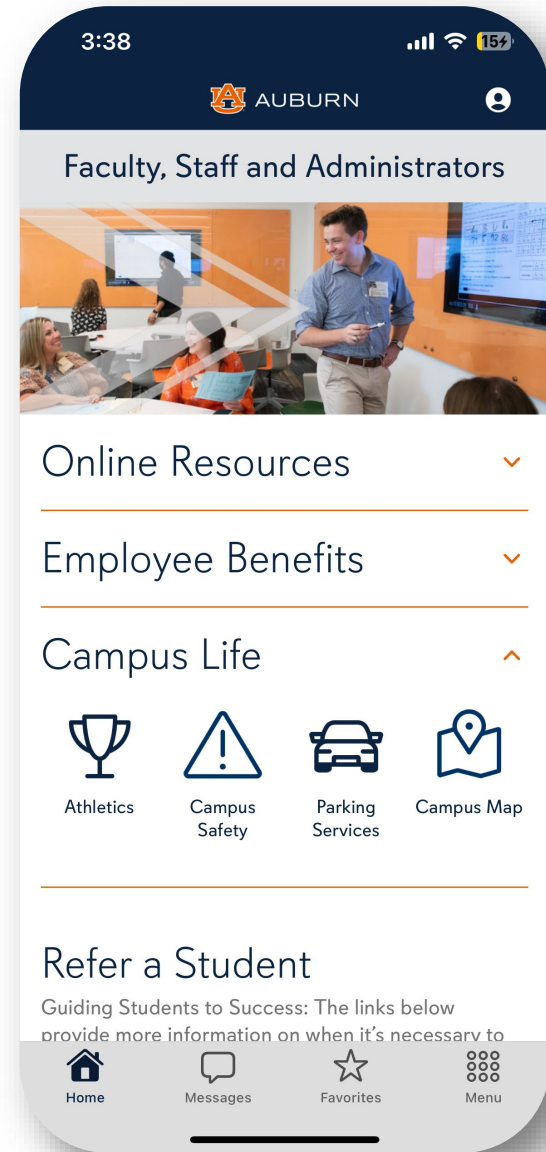 3:38
15
AUBURN
Faculty, Staff and Administrators
Online Resources
Employee Benefits
Campus Life
Athletics
Campus
Safety
Parking
Services
Campus Map
Refer a Student
Guiding Students to Success: The links below
provide more information on when it's necessary to
Home
Messages
Favorites
Menu